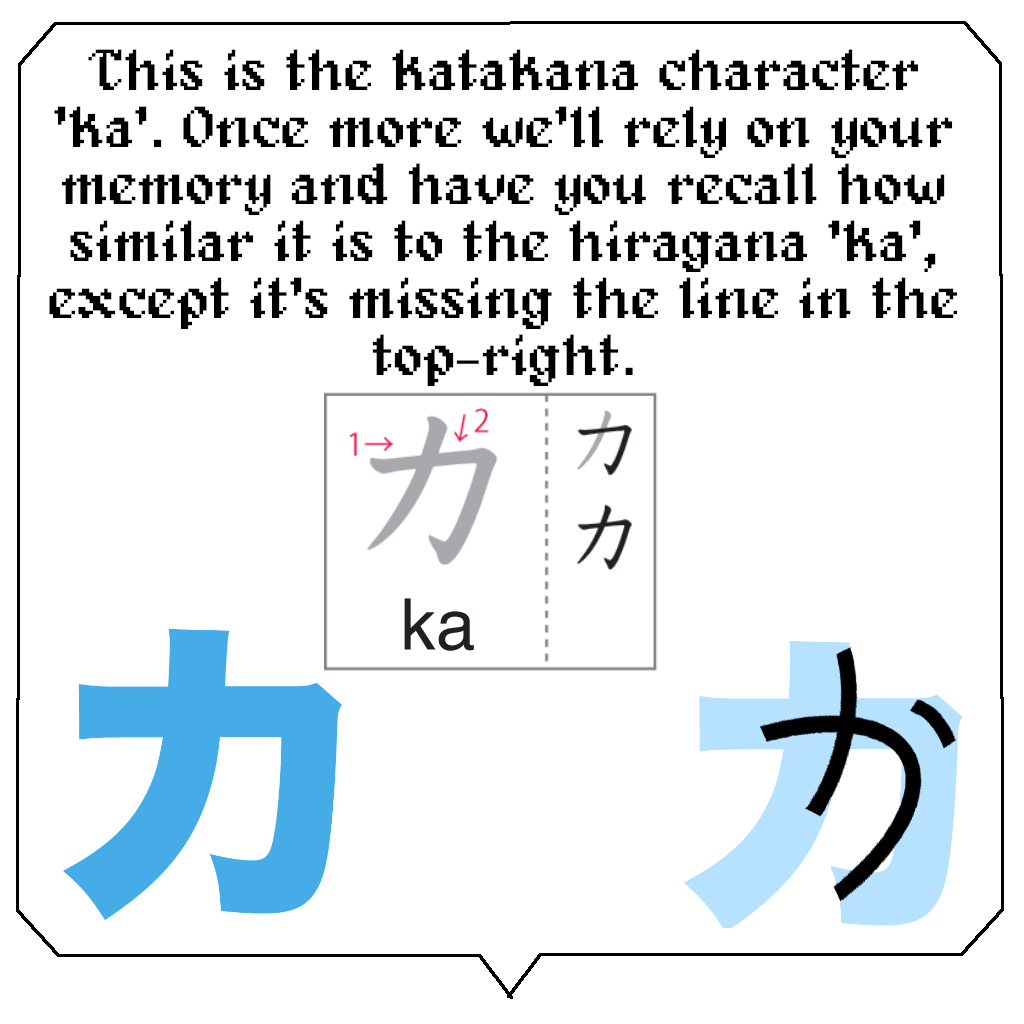 This is the katakana character
'ka'. Once more we'll rely on your
memory and have you recall how
similar it is to the hiragana 'ka',
except it's missing the line in the
top-right.
1→ カ ↓2 カ
カ
ka
カ カ か